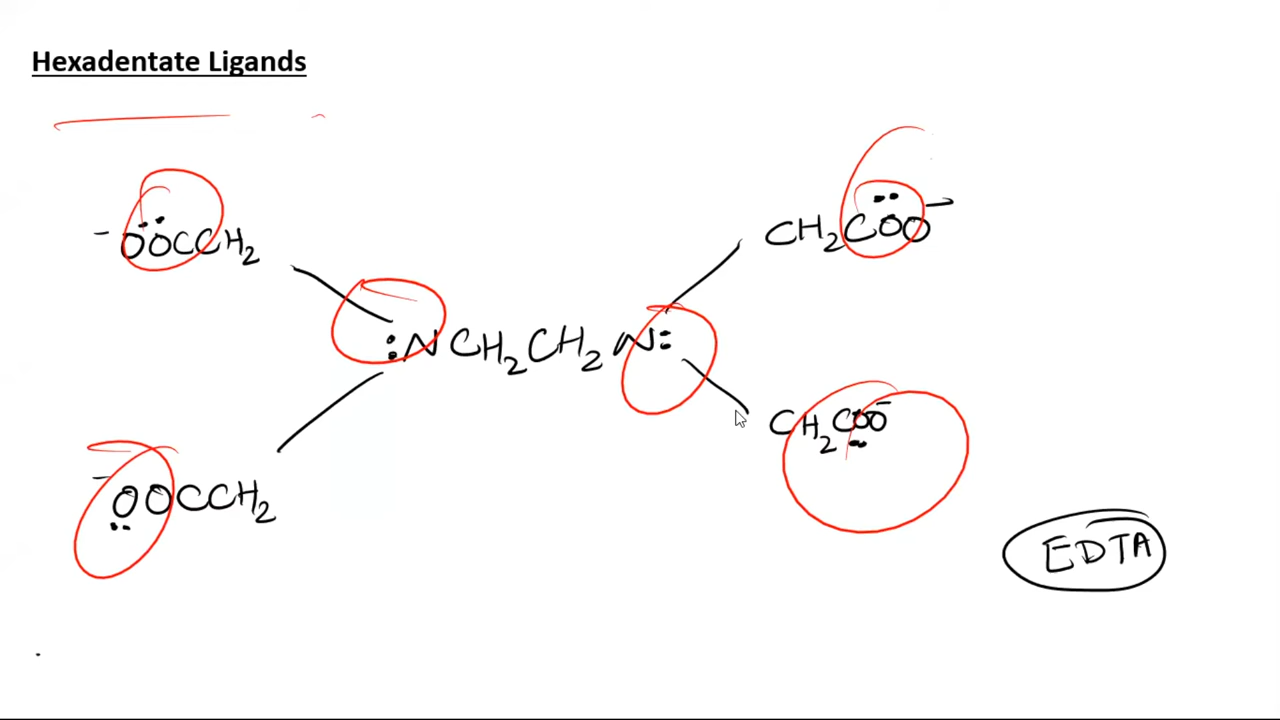 Hexadentate Ligands
⁻OOCCH₂
CH₂COO⁻
:NCH₂CH₂N:
CH₂COO⁻
⁻OOCCH₂
EDTA